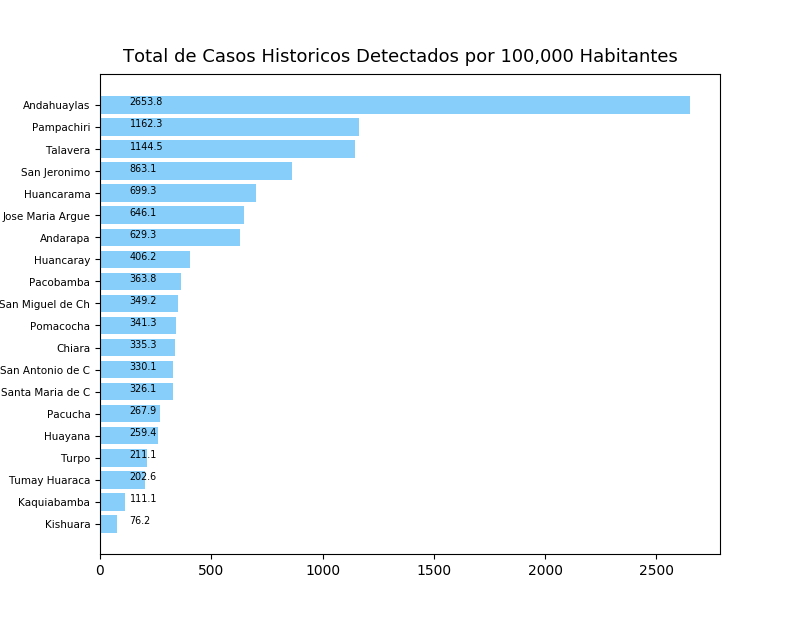 Total de Casos Historicos Detectados por 100,000 Habitantes
Andahuaylas 2653.8
Pampachiri 1162.3
Talavera 1144.5
San Jeronimo 863.1
Huancarama 699.3
Jose Maria Argue 646.1
Andarapa 629.3
Huancaray 406.2
Pacobamba 363.8
San Miguel de Ch 349.2
Pomacocha 341.3
Chiara 335.3
San Antonio de C 330.1
Santa Maria de C 326.1
Pacucha 267.9
Huayana 259.4
Turpo 211.1
Tumay Huaraca 202.6
Kaquiabamba 111.1
Kishuara 76.2
0 500 1000 1500 2000 2500